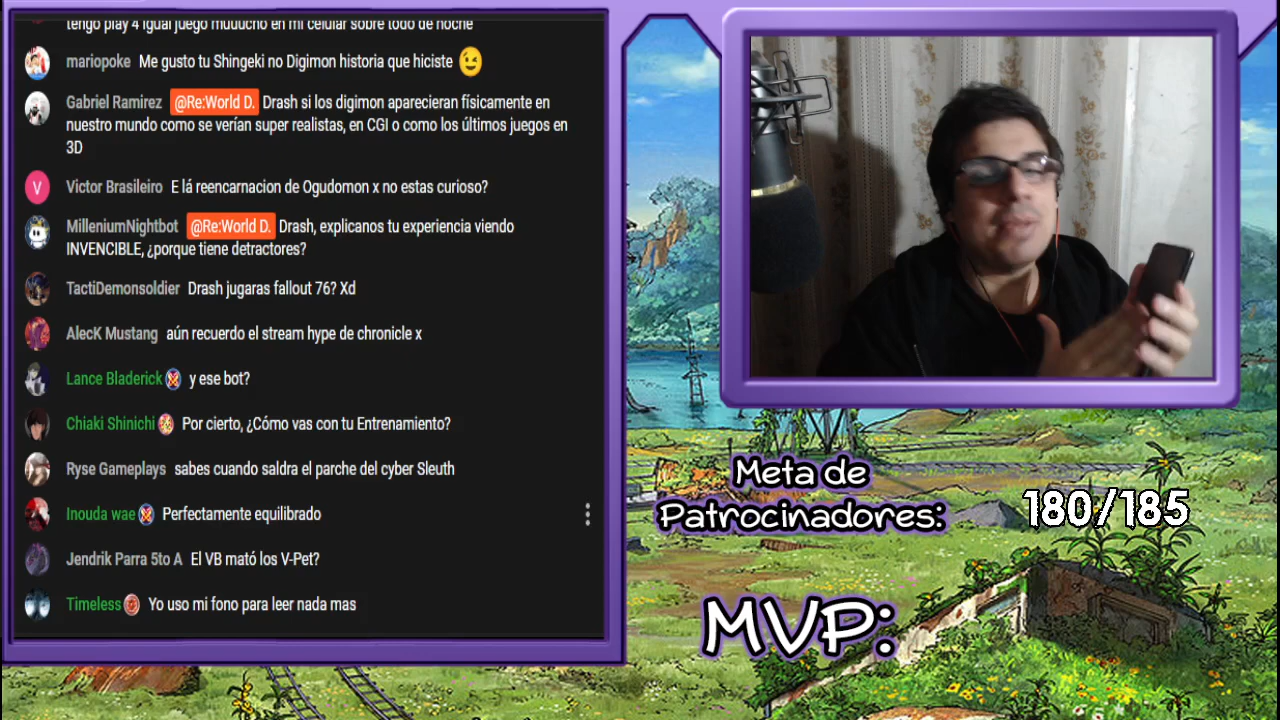 tengo play 4 igual juego muuucho en mi celular sobre todo de noche
mariopoke Me gusto tu Shingeki no Digimon historia que hiciste 😉
Gabriel Ramirez @Re:World D. Drash si los digimon aparecieran físicamente en
nuestro mundo como se verían super realistas, en CGI o como los últimos juegos en
3D
V Victor Brasileiro E lá reencarnacion de Ogudomon x no estas curioso?
MilleniumNightbot @Re:World D. Drash, explicanos tu experiencia viendo
INVENCIBLE, ¿porque tiene detractores?
TactiDemonsoldier Drash jugaras fallout 76? Xd
AlecK Mustang aún recuerdo el stream hype de chronicle x
Lance Bladerick y ese bot?
Chiaki Shinichi Por cierto, ¿Cómo vas con tu Entrenamiento?
Ryse Gameplays sabes cuando saldra el parche del cyber Sleuth
Inouda wae Perfectamente equilibrado
Jendrik Parra 5to A El VB mató los V-Pet?
Timeless Yo uso mi fono para leer nada mas
Meta de
Patrocinadores:
180/185
MVP: